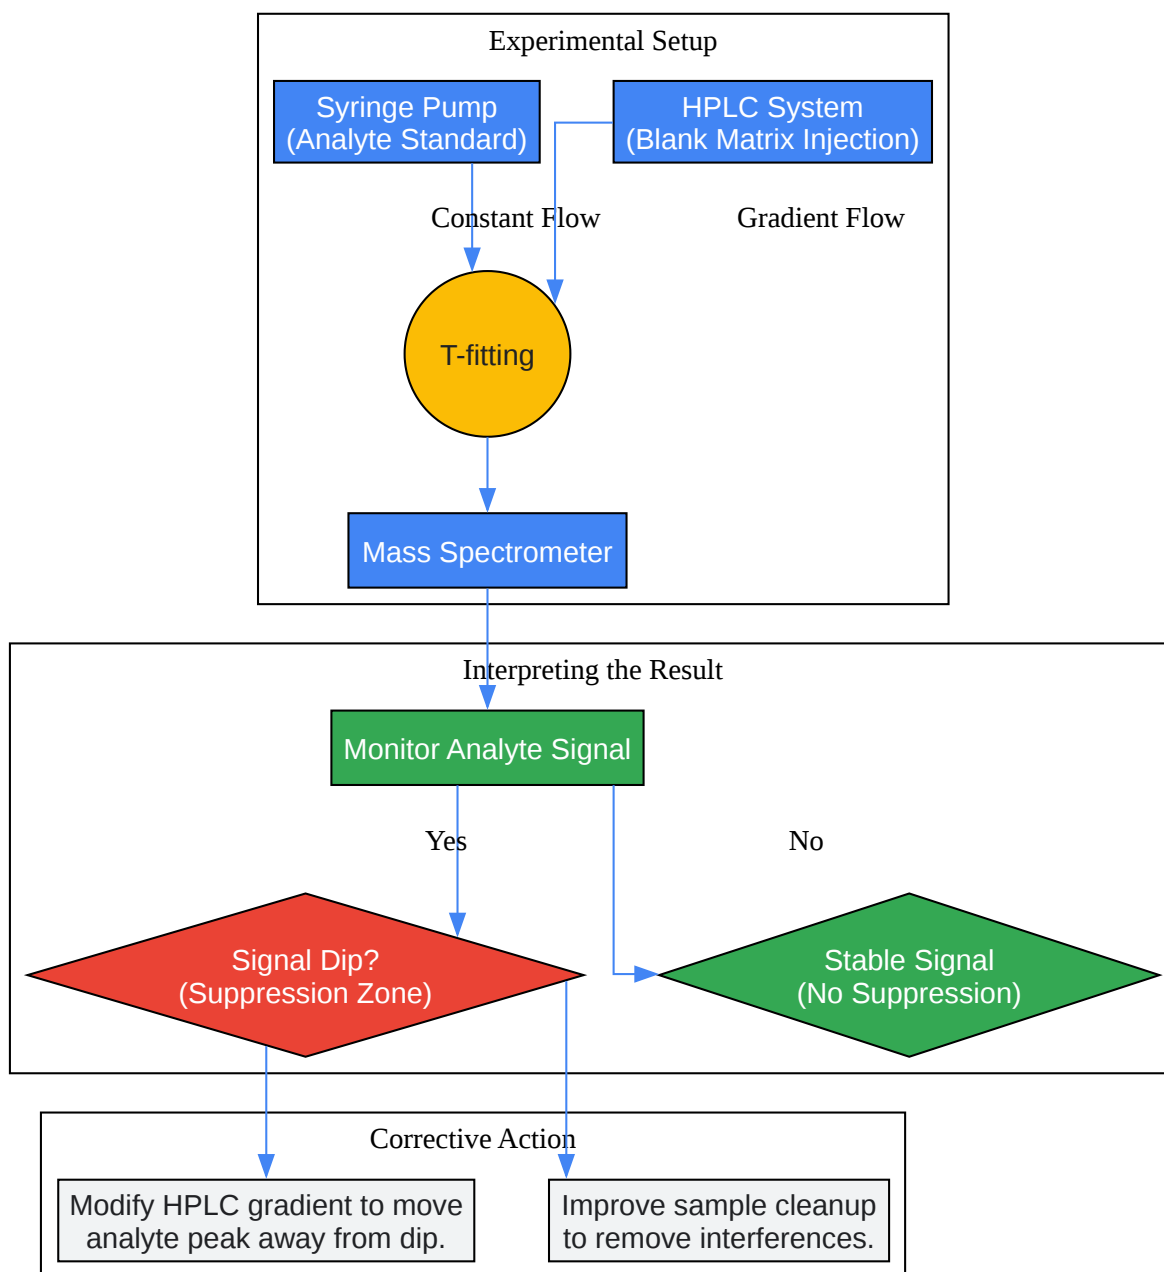 Experimental Setup
Syringe Pump
(Analyte Standard)
HPLC System
(Blank Matrix Injection)
Constant Flow
Gradient Flow
T-fitting
Mass Spectrometer
Interpreting the Result
Monitor Analyte Signal
Yes
No
Signal Dip?
(Suppression Zone)
Stable Signal
(No Suppression)
Corrective Action
Modify HPLC gradient to move
analyte peak away from dip.
Improve sample cleanup
to remove interferences.